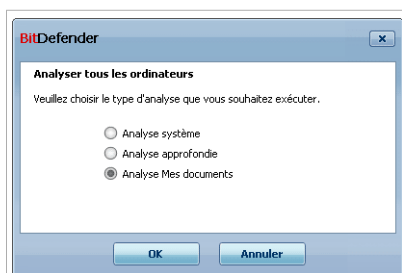 BitDefender
Analyser tous les ordinateurs
Veuillez choisir le type d'analyse que vous souhaitez exécuter.
Analyse système
Analyse approfondie
Analyse Mes documents
OK Annuler